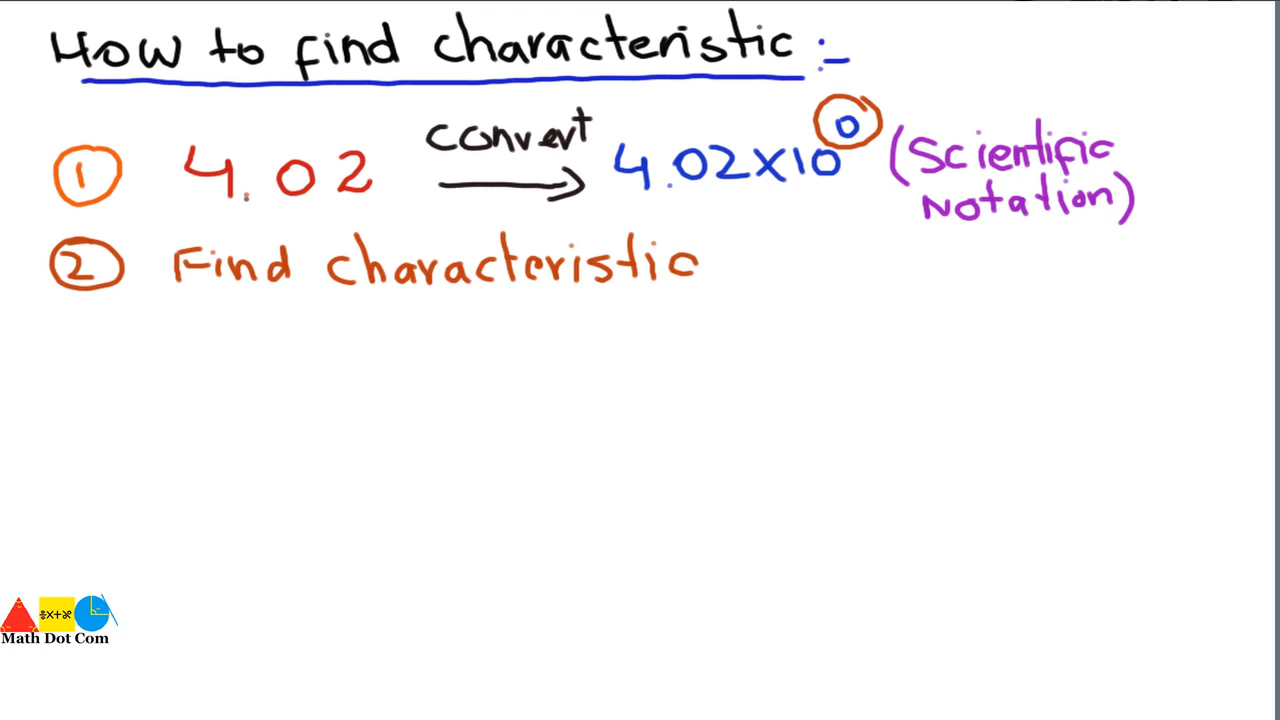 How to find characteristic :-
① 4.02 convert → 4.02×10⁰ (Scientific Notation)
② Find characteristic
÷×+
Math Dot Com